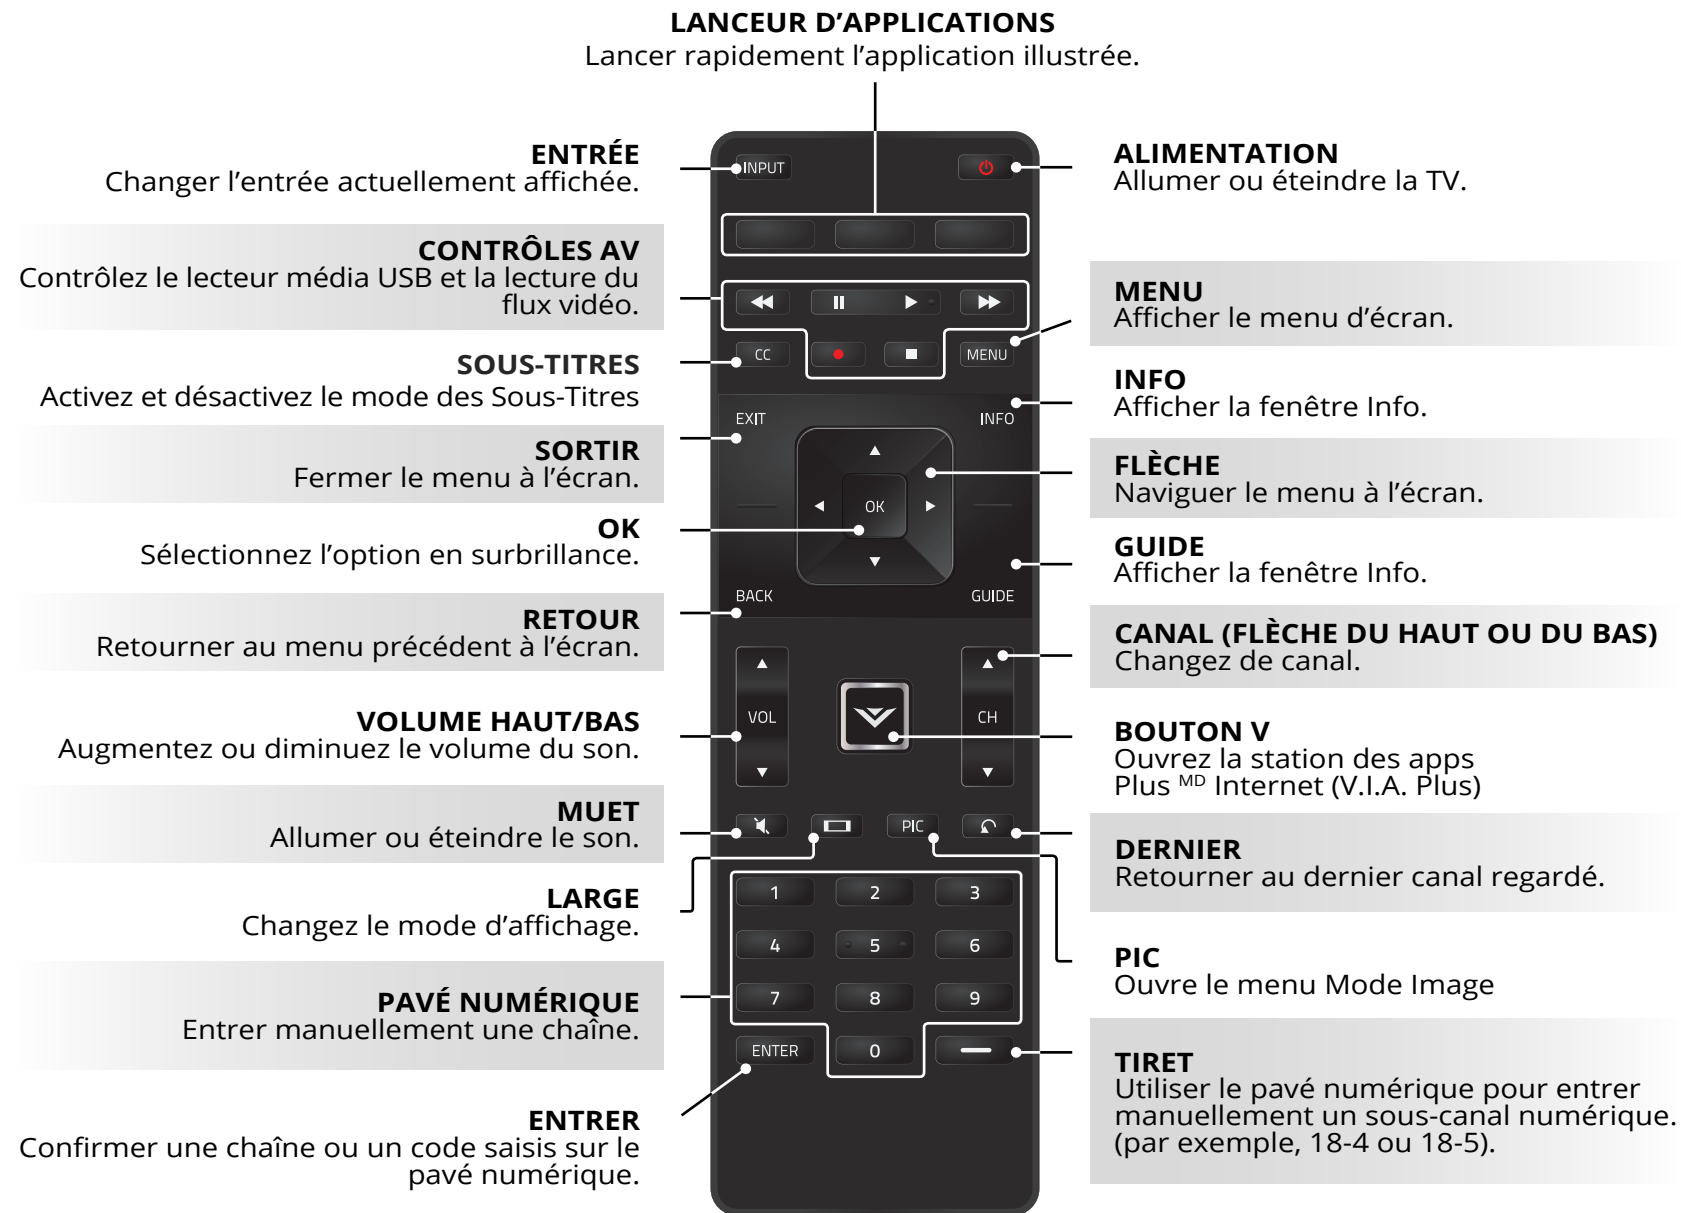 LANCEUR D’APPLICATIONS
Lancer rapidement l’application illustrée.
ENTRÉE
Changer l’entrée actuellement affichée.
CONTRÔLES AV
Contrôlez le lecteur média USB et la lecture du
flux vidéo.
SOUS-TITRES
Activez et désactivez le mode des Sous-Titres
SORTIR
Fermer le menu à l’écran.
OK
Sélectionnez l’option en surbrillance.
RETOUR
Retourner au menu précédent à l’écran.
VOLUME HAUT/BAS
Augmentez ou diminuez le volume du son.
MUET
Allumer ou éteindre le son.
LARGE
Changez le mode d’affichage.
PAVÉ NUMÉRIQUE
Entrer manuellement une chaîne.
ENTRER
Confirmer une chaîne ou un code saisis sur le
pavé numérique.
INPUT
CC
MENU
EXIT
INFO
OK
BACK
GUIDE
VOL
CH
PIC
1 2 3
4 5 6
7 8 9
ENTER 0
ALIMENTATION
Allumer ou éteindre la TV.
MENU
Afficher le menu d’écran.
INFO
Afficher la fenêtre Info.
FLÈCHE
Naviguer le menu à l’écran.
GUIDE
Afficher la fenêtre Info.
CANAL (FLÈCHE DU HAUT OU DU BAS)
Changez de canal.
BOUTON V
Ouvrez la station des apps
Plus MD Internet (V.I.A. Plus)
DERNIER
Retourner au dernier canal regardé.
PIC
Ouvre le menu Mode Image
TIRET
Utiliser le pavé numérique pour entrer
manuellement un sous-canal numérique.
(par exemple, 18-4 ou 18-5).